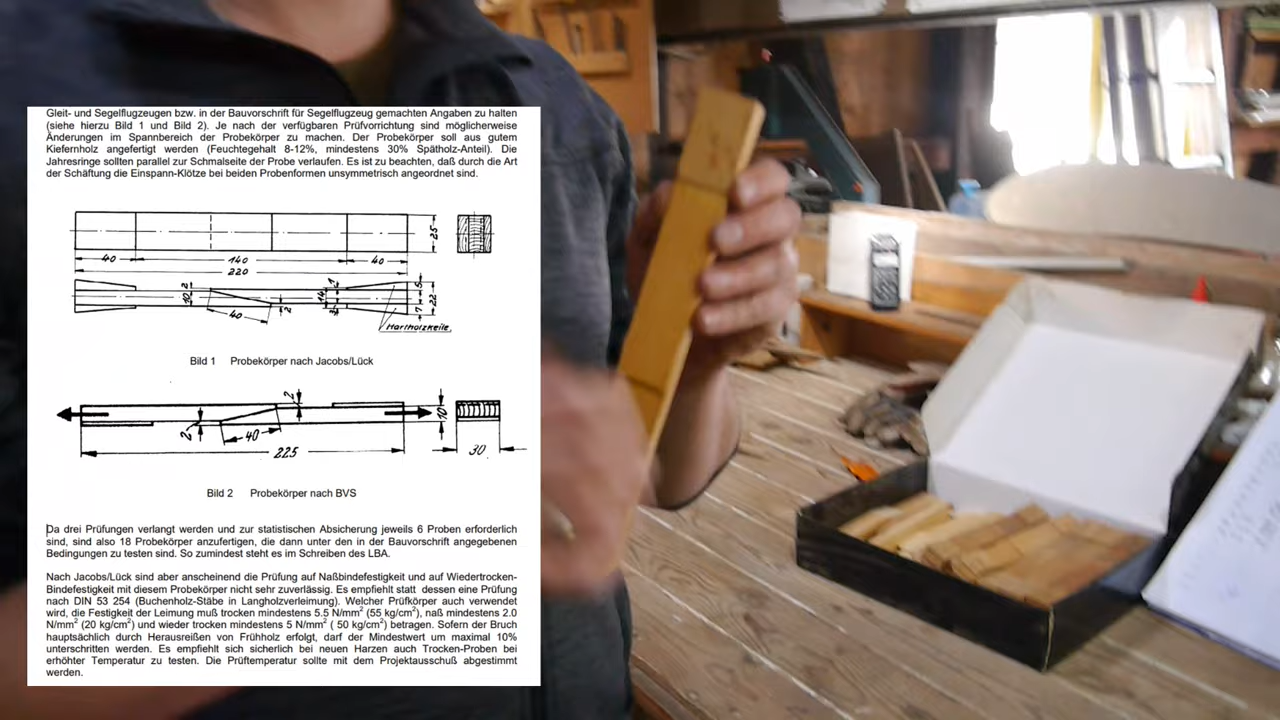 Gleit- und Segelflugzeugen bzw. in der Bauvorschrift für Segelflugzeug gemachten Angaben zu halten
(siehe hierzu Bild 1 und Bild 2). Je nach der verfügbaren Prüfvorrichtung sind möglicherweise
Änderungen im Spannbereich der Probekörper zu machen. Der Probekörper soll aus gutem
Kiefernholz angefertigt werden (Feuchtegehalt 8-12%, mindestens 30% Spätholz-Anteil). Die
Jahresringe sollten parallel zur Schmalseite der Probe verlaufen. Es ist zu beachten, daß durch die Art
der Schäftung die Einspann-Klötze bei beiden Probenformen unsymmetrisch angeordnet sind.
25
40 140 40
220
2
10
40
2
14
1
3
5
7
22
Hartholzkeile
Bild 1 Probekörper nach Jacobs/Lück
2
10
2
40
225
30
Bild 2 Probekörper nach BVS
Da drei Prüfungen verlangt werden und zur statistischen Absicherung jeweils 6 Proben erforderlich
sind, sind also 18 Probekörper anzufertigen, die dann unter den in der Bauvorschrift angegebenen
Bedingungen zu testen sind. So zumindest steht es im Schreiben des LBA.
Nach Jacobs/Lück sind aber anscheinend die Prüfung auf Naßbindefestigkeit und auf Wiedertrocken-
Bindefestigkeit mit diesem Probekörper nicht sehr zuverlässig. Es empfiehlt statt dessen eine Prüfung
nach DIN 53 254 (Buchenholz-Stäbe in Langholzverleimung). Welcher Prüfkörper auch verwendet
wird, die Festigkeit der Leimung muß trocken mindestens 5.5 N/mm² (55 kg/cm²), naß mindestens 2.0
N/mm² (20 kg/cm²) und wieder trocken mindestens 5 N/mm² ( 50 kg/cm²) betragen. Sofern der Bruch
hauptsächlich durch Herausreißen von Frühholz erfolgt, darf der Mindestwert um maximal 10%
unterschritten werden. Es empfiehlt sich sicherlich bei neuen Harzen auch Trocken-Proben bei
erhöhter Temperatur zu testen. Die Prüftemperatur sollte mit dem Projektausschuß abgestimmt
werden.